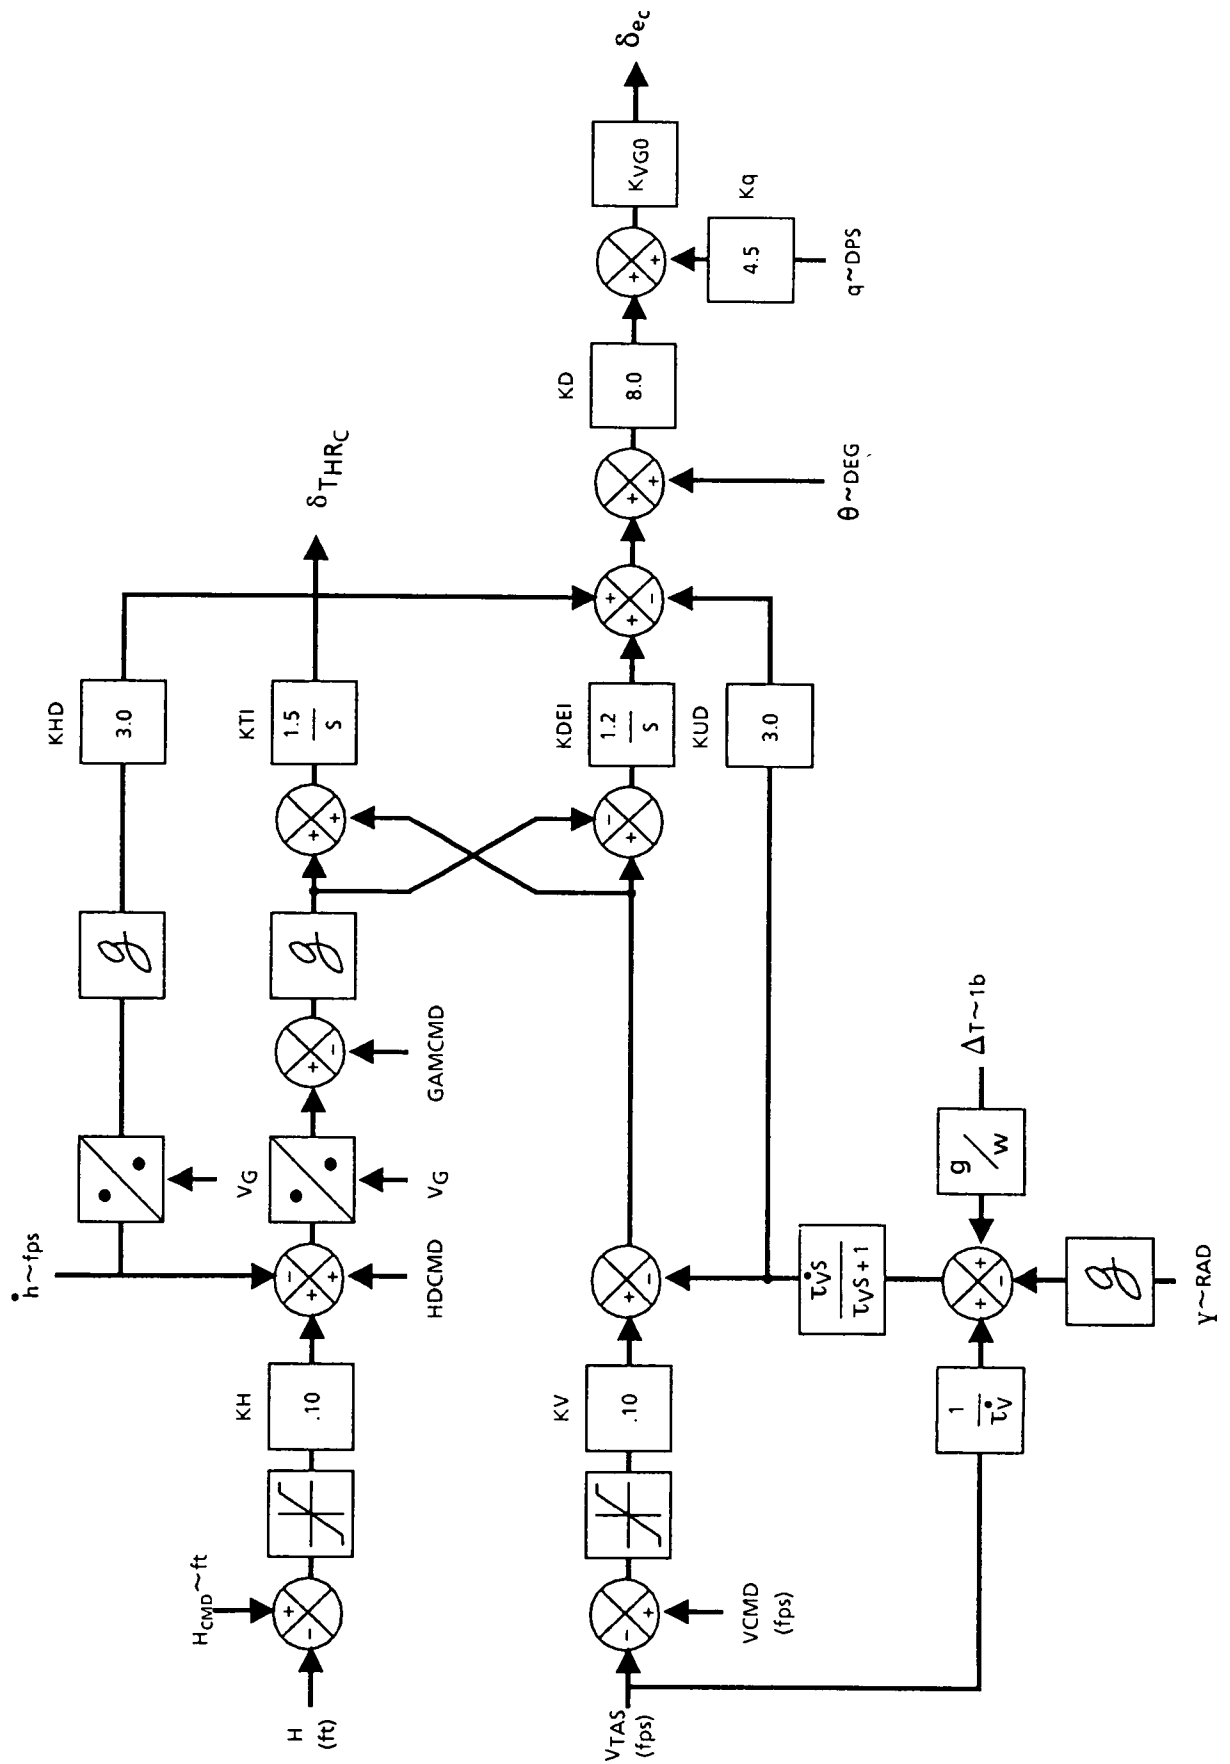 ḣ~fps
KHD
3.0
VG
g
HCMD~ft
H
(ft)
KH
.10
HDCMD
VG
GAMCMD
g
KTI
1.5
S
δTHRC
VTAS
(fps)
VCMD
(fps)
KV
.10
KDEI
1.2
S
KUD
3.0
θ~DEG
KD
8.0
q~DPS
4.5
Kq
KVG0
δec
1
τV̇
τV̇S
τVS + 1
g
γ~RAD
g/w
ΔT~1b